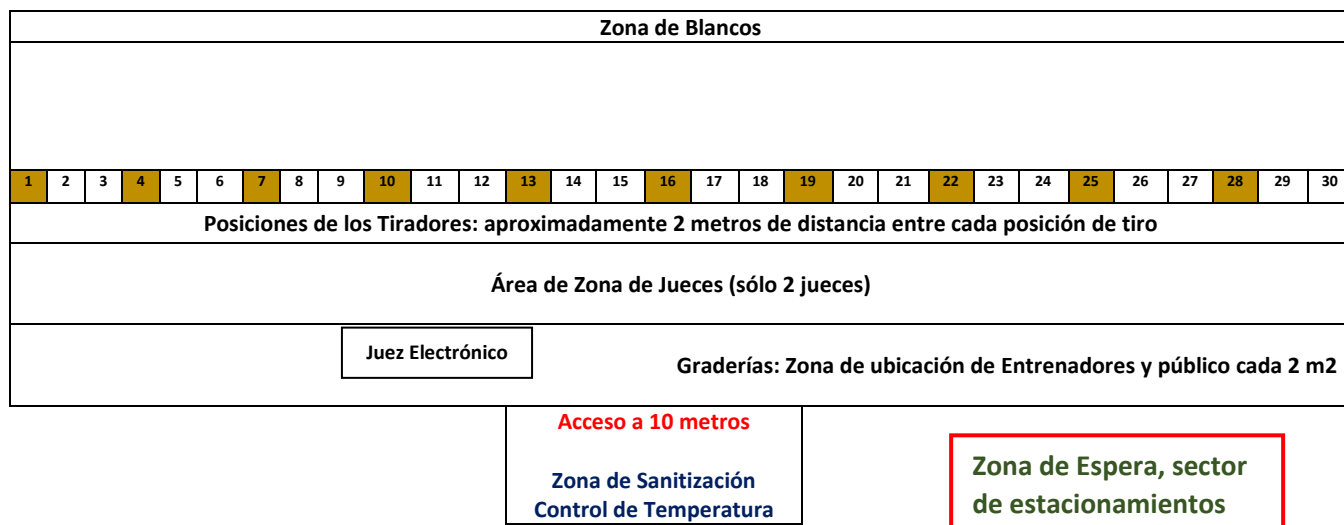 Zona de Blancos
1 2 3 4 5 6 7 8 9 10 11 12 13 14 15 16 17 18 19 20 21 22 23 24 25 26 27 28 29 30
Posiciones de los Tiradores: aproximadamente 2 metros de distancia entre cada posición de tiro
Área de Zona de Jueces (sólo 2 jueces)
Juez Electrónico
Graderías: Zona de ubicación de Entrenadores y público cada 2 m2
Acceso a 10 metros
Zona de Sanitización
Control de Temperatura
Zona de Espera, sector
de estacionamientos